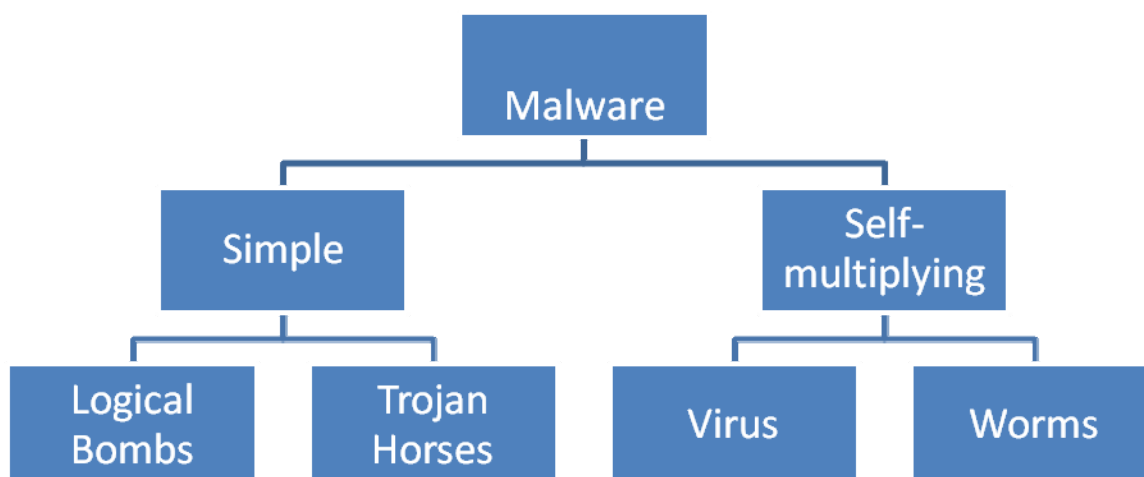 Malware
Simple
Self-
multiplying
Logical
Bombs
Trojan
Horses
Virus
Worms